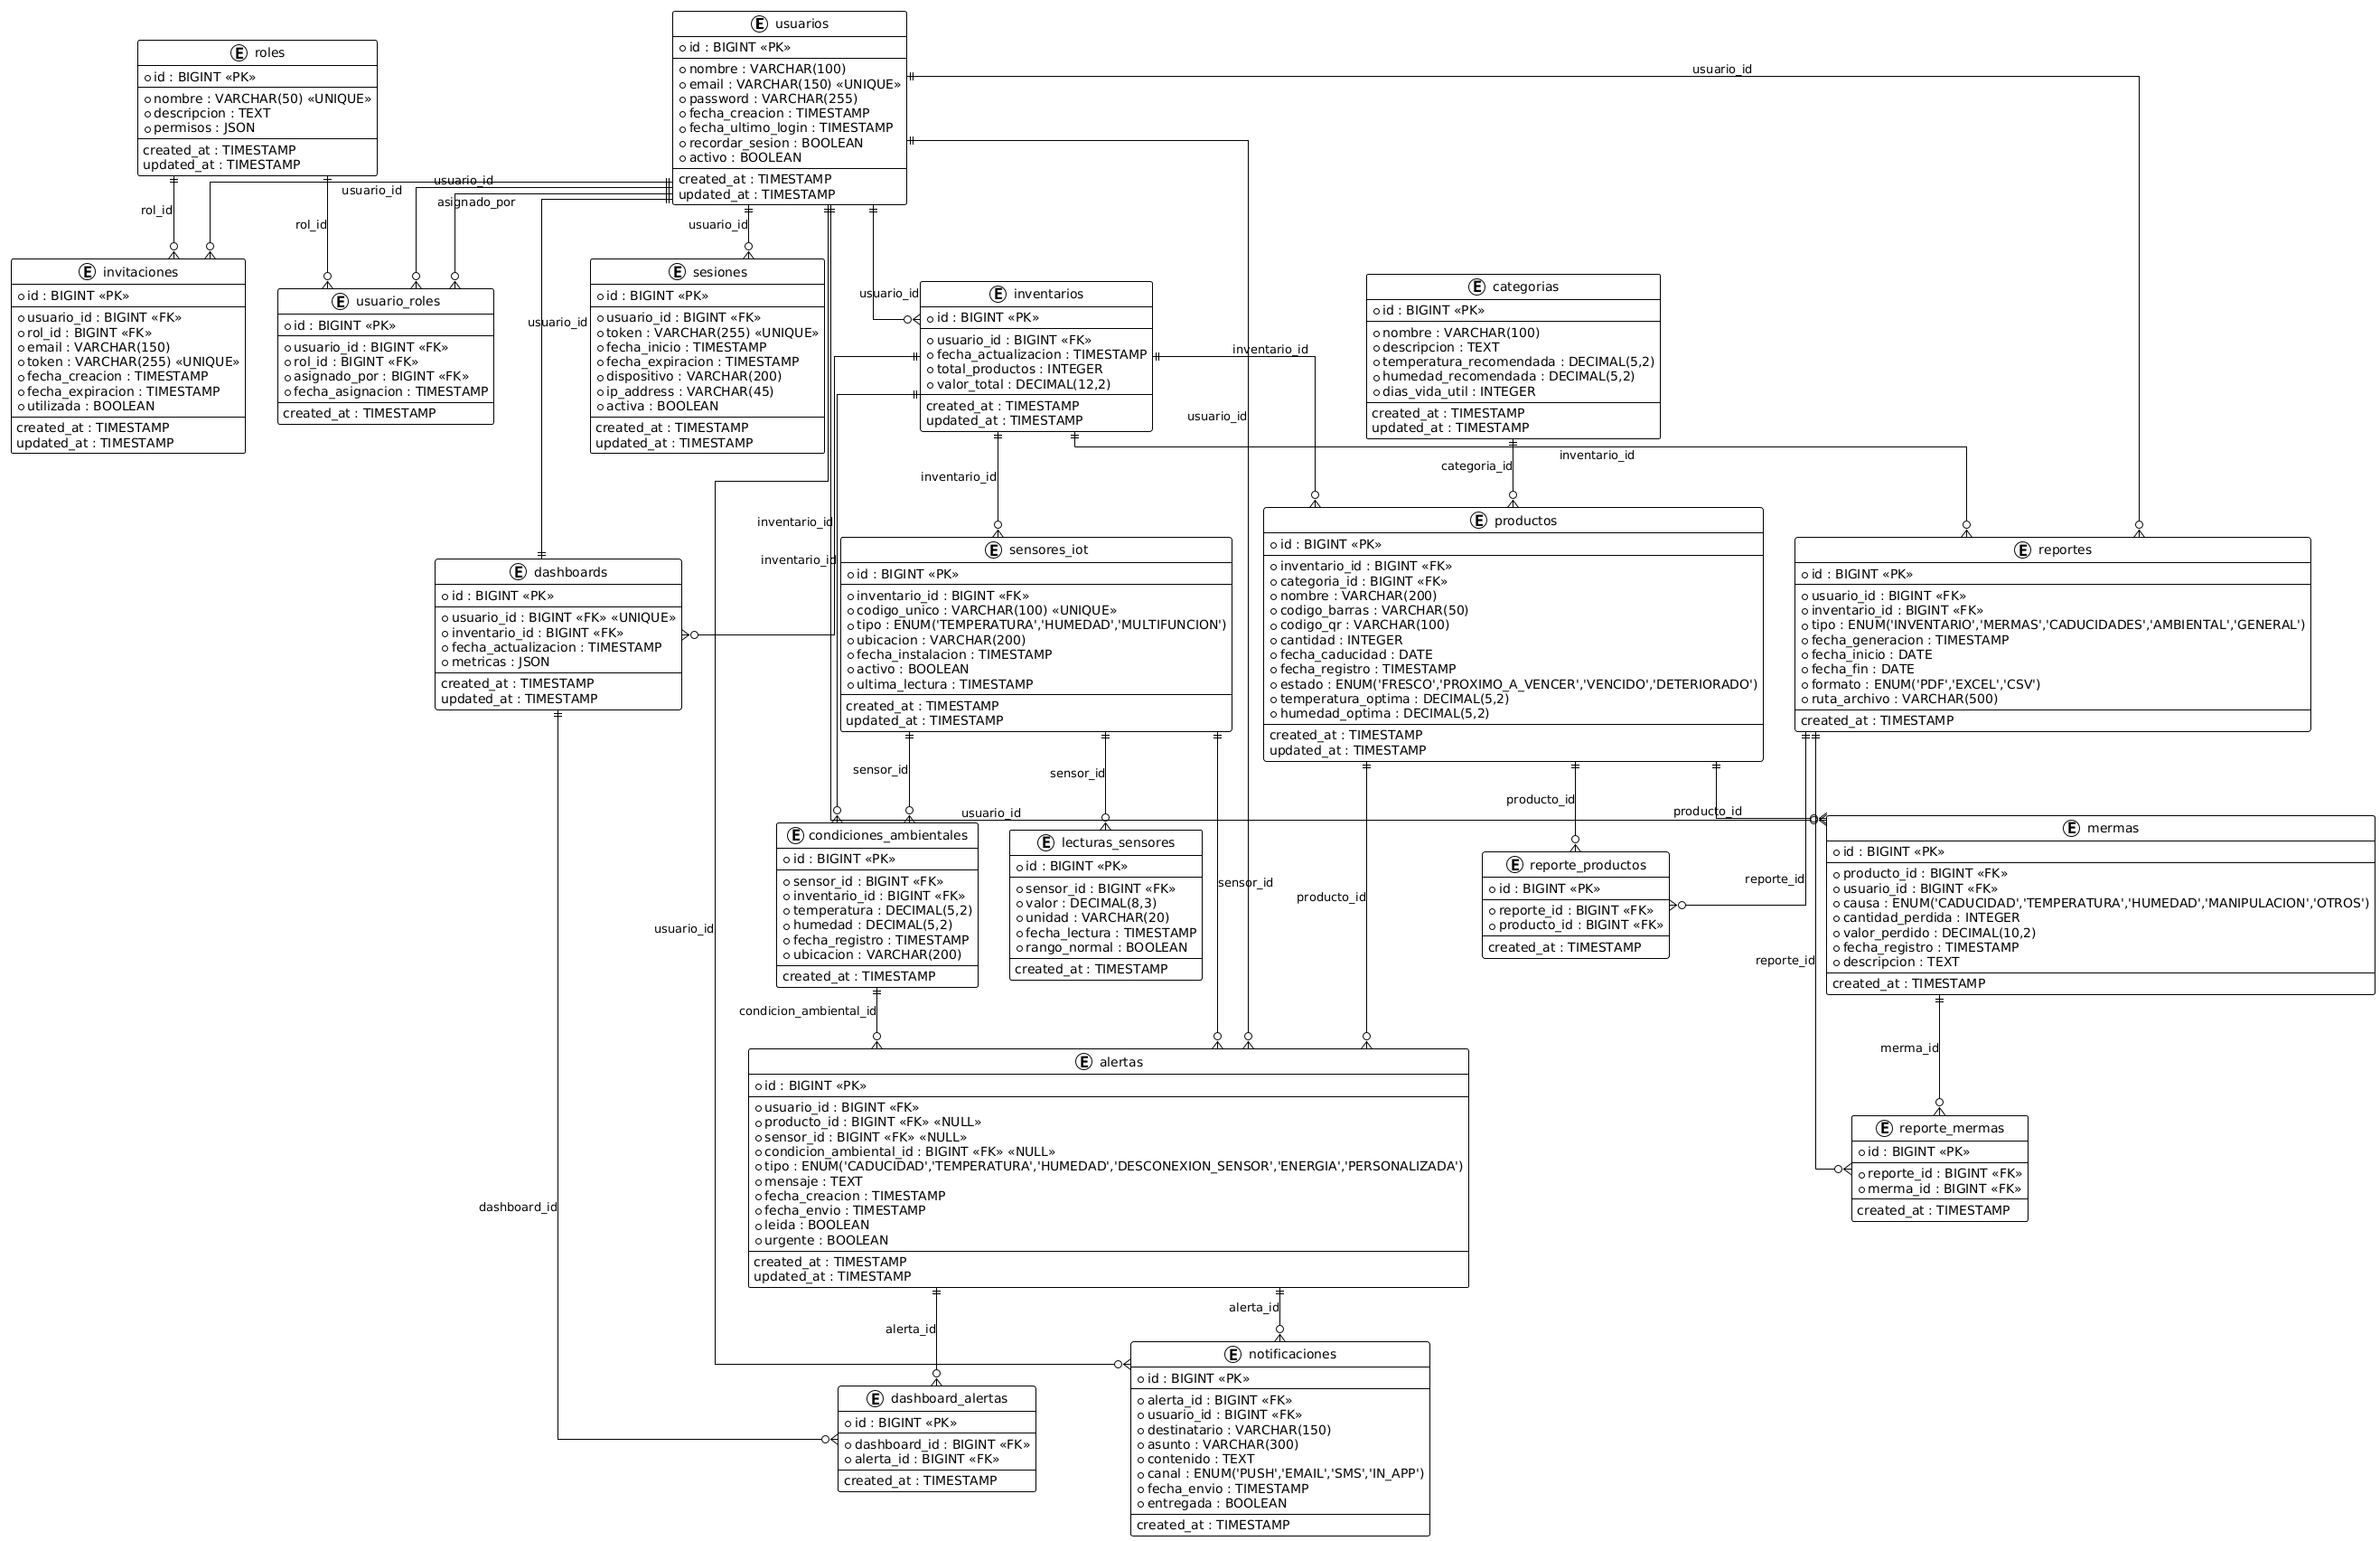 E usuarios
id : BIGINT «PK»
nombre : VARCHAR(100)
email : VARCHAR(150) «UNIQUE»
password : VARCHAR(255)
fecha_creacion : TIMESTAMP
fecha_ultimo_login : TIMESTAMP
recordar_sesion : BOOLEAN
activo : BOOLEAN
created_at : TIMESTAMP
updated_at : TIMESTAMP
E roles
id : BIGINT «PK»
nombre : VARCHAR(50) «UNIQUE»
descripcion : TEXT
permisos : JSON
created_at : TIMESTAMP
updated_at : TIMESTAMP
usuario_id
usuario_id
usuario_id
asignado_por
rol_id
rol_id
usuario_id
usuario_id
usuario_id
usuario_id
E invitaciones
id : BIGINT «PK»
usuario_id : BIGINT «FK»
rol_id : BIGINT «FK»
email : VARCHAR(150)
token : VARCHAR(255) «UNIQUE»
fecha_creacion : TIMESTAMP
fecha_expiracion : TIMESTAMP
utilizada : BOOLEAN
created_at : TIMESTAMP
updated_at : TIMESTAMP
E usuario_roles
id : BIGINT «PK»
usuario_id : BIGINT «FK»
rol_id : BIGINT «FK»
asignado_por : BIGINT «FK»
fecha_asignacion : TIMESTAMP
created_at : TIMESTAMP
E sesiones
id : BIGINT «PK»
usuario_id : BIGINT «FK»
token : VARCHAR(255) «UNIQUE»
fecha_inicio : TIMESTAMP
fecha_expiracion : TIMESTAMP
dispositivo : VARCHAR(200)
ip_address : VARCHAR(45)
activa : BOOLEAN
created_at : TIMESTAMP
updated_at : TIMESTAMP
E inventarios
id : BIGINT «PK»
usuario_id : BIGINT «FK»
fecha_actualizacion : TIMESTAMP
total_productos : INTEGER
valor_total : DECIMAL(12,2)
created_at : TIMESTAMP
updated_at : TIMESTAMP
E categorias
id : BIGINT «PK»
nombre : VARCHAR(100)
descripcion : TEXT
temperatura_recomendada : DECIMAL(5,2)
humedad_recomendada : DECIMAL(5,2)
dias_vida_util : INTEGER
created_at : TIMESTAMP
updated_at : TIMESTAMP
inventario_id
inventario_id
categoria_id
inventario_id
inventario_id
inventario_id
E dashboards
id : BIGINT «PK»
usuario_id : BIGINT «FK» «UNIQUE»
inventario_id : BIGINT «FK»
fecha_actualizacion : TIMESTAMP
metricas : JSON
created_at : TIMESTAMP
updated_at : TIMESTAMP
E sensores_iot
id : BIGINT «PK»
inventario_id : BIGINT «FK»
codigo_unico : VARCHAR(100) «UNIQUE»
tipo : ENUM('TEMPERATURA','HUMEDAD','MULTIFUNCION')
ubicacion : VARCHAR(200)
fecha_instalacion : TIMESTAMP
activo : BOOLEAN
ultima_lectura : TIMESTAMP
created_at : TIMESTAMP
updated_at : TIMESTAMP
E productos
id : BIGINT «PK»
inventario_id : BIGINT «FK»
categoria_id : BIGINT «FK»
nombre : VARCHAR(200)
codigo_barras : VARCHAR(50)
codigo_qr : VARCHAR(100)
cantidad : INTEGER
fecha_caducidad : DATE
fecha_registro : TIMESTAMP
estado : ENUM('FRESCO','PROXIMO_A_VENCER','VENCIDO','DETERIORADO')
temperatura_optima : DECIMAL(5,2)
humedad_optima : DECIMAL(5,2)
created_at : TIMESTAMP
updated_at : TIMESTAMP
E reportes
id : BIGINT «PK»
usuario_id : BIGINT «FK»
inventario_id : BIGINT «FK»
tipo : ENUM('INVENTARIO','MERMAS','CADUCIDADES','AMBIENTAL','GENERAL')
fecha_generacion : TIMESTAMP
fecha_inicio : DATE
fecha_fin : DATE
formato : ENUM('PDF','EXCEL','CSV')
ruta_archivo : VARCHAR(500)
created_at : TIMESTAMP
sensor_id
sensor_id
producto_id
usuario_id
producto_id
sensor_id
producto_id
reporte_id
usuario_id
reporte_id
E condiciones_ambientales
id : BIGINT «PK»
sensor_id : BIGINT «FK»
inventario_id : BIGINT «FK»
temperatura : DECIMAL(5,2)
humedad : DECIMAL(5,2)
fecha_registro : TIMESTAMP
ubicacion : VARCHAR(200)
created_at : TIMESTAMP
E lecturas_sensores
id : BIGINT «PK»
sensor_id : BIGINT «FK»
valor : DECIMAL(8,3)
unidad : VARCHAR(20)
fecha_lectura : TIMESTAMP
rango_normal : BOOLEAN
created_at : TIMESTAMP
E reporte_productos
id : BIGINT «PK»
reporte_id : BIGINT «FK»
producto_id : BIGINT «FK»
created_at : TIMESTAMP
E mermas
id : BIGINT «PK»
producto_id : BIGINT «FK»
usuario_id : BIGINT «FK»
causa : ENUM('CADUCIDAD','TEMPERATURA','HUMEDAD','MANIPULACION','OTROS')
cantidad_perdida : INTEGER
valor_perdido : DECIMAL(10,2)
fecha_registro : TIMESTAMP
descripcion : TEXT
created_at : TIMESTAMP
condicion_ambiental_id
merma_id
E alertas
id : BIGINT «PK»
usuario_id : BIGINT «FK»
producto_id : BIGINT «FK» «NULL»
sensor_id : BIGINT «FK» «NULL»
condicion_ambiental_id : BIGINT «FK» «NULL»
tipo : ENUM('CADUCIDAD','TEMPERATURA','HUMEDAD','DESCONEXION_SENSOR','ENERGIA','PERSONALIZADA')
mensaje : TEXT
fecha_creacion : TIMESTAMP
fecha_envio : TIMESTAMP
leida : BOOLEAN
urgente : BOOLEAN
created_at : TIMESTAMP
updated_at : TIMESTAMP
E reporte_mermas
id : BIGINT «PK»
reporte_id : BIGINT «FK»
merma_id : BIGINT «FK»
created_at : TIMESTAMP
dashboard_id
alerta_id
alerta_id
E dashboard_alertas
id : BIGINT «PK»
dashboard_id : BIGINT «FK»
alerta_id : BIGINT «FK»
created_at : TIMESTAMP
E notificaciones
id : BIGINT «PK»
alerta_id : BIGINT «FK»
usuario_id : BIGINT «FK»
destinatario : VARCHAR(150)
asunto : VARCHAR(300)
contenido : TEXT
canal : ENUM('PUSH','EMAIL','SMS','IN_APP')
fecha_envio : TIMESTAMP
entregada : BOOLEAN
created_at : TIMESTAMP